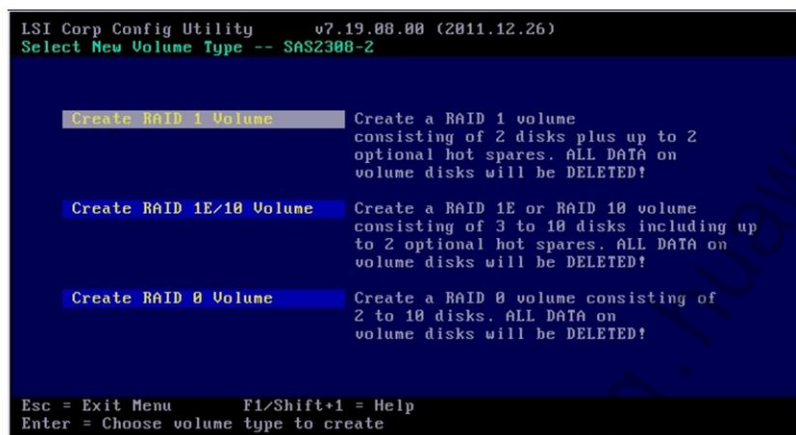 LSI Corp Config Utility v7.19.08.00 (2011.12.26)
Select New Volume Type -- SAS2308-2
Create RAID 1 Volume Create a RAID 1 volume
consisting of 2 disks plus up to 2
optional hot spares. ALL DATA on
volume disks will be DELETED!
Create RAID 1E/10 Volume Create a RAID 1E or RAID 10 volume
consisting of 3 to 10 disks including up
to 2 optional hot spares. ALL DATA on
volume disks will be DELETED!
Create RAID 0 Volume Create a RAID 0 volume consisting of
2 to 10 disks. ALL DATA on
volume disks will be DELETED!
Esc = Exit Menu F1/Shift+1 = Help
Enter = Choose volume type to create